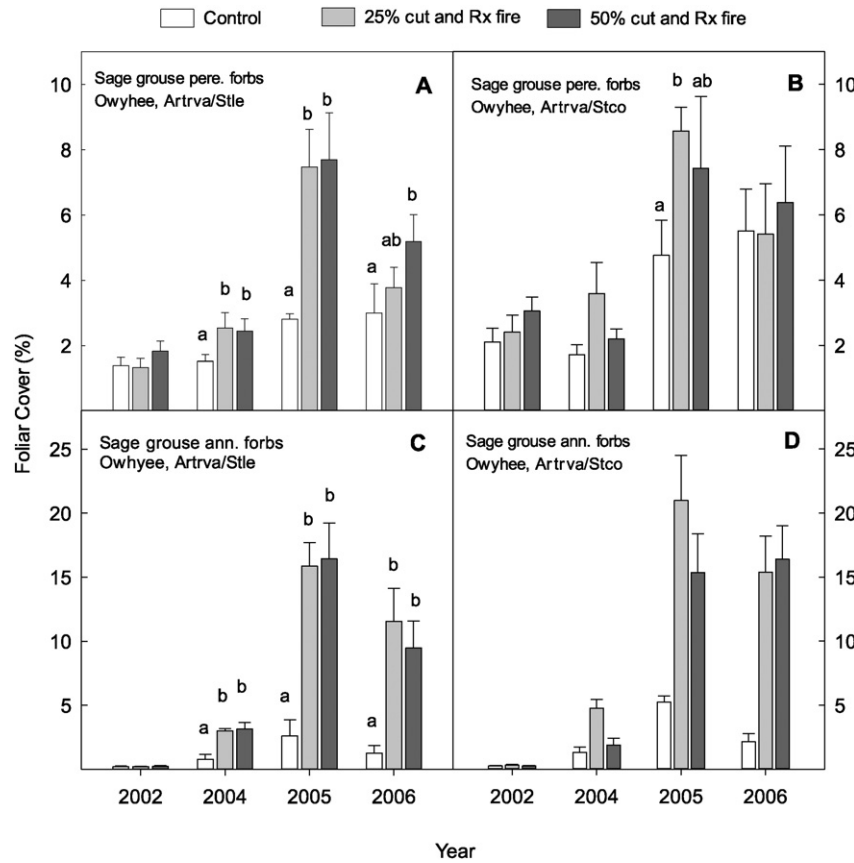 Control 25% cut and Rx fire 50% cut and Rx fire
Sage grouse pere. forbs
Owyhee, Artrva/Stle
A
b b
b
b b
ab
a
a
a
10
8
6
4
2
Sage grouse pere. forbs
Owyhee, Artrva/Stco
B
b ab
a
10
8
6
4
2
Foliar Cover (%)
Sage grouse ann. forbs
Owhyee, Artrva/Stle
C
b
b
b
b
b b
a
a
a
25
20
15
10
5
2002 2004 2005 2006
Sage grouse ann. forbs
Owyhee, Artrva/Stco
D
25
20
15
10
5
2002 2004 2005 2006
Year